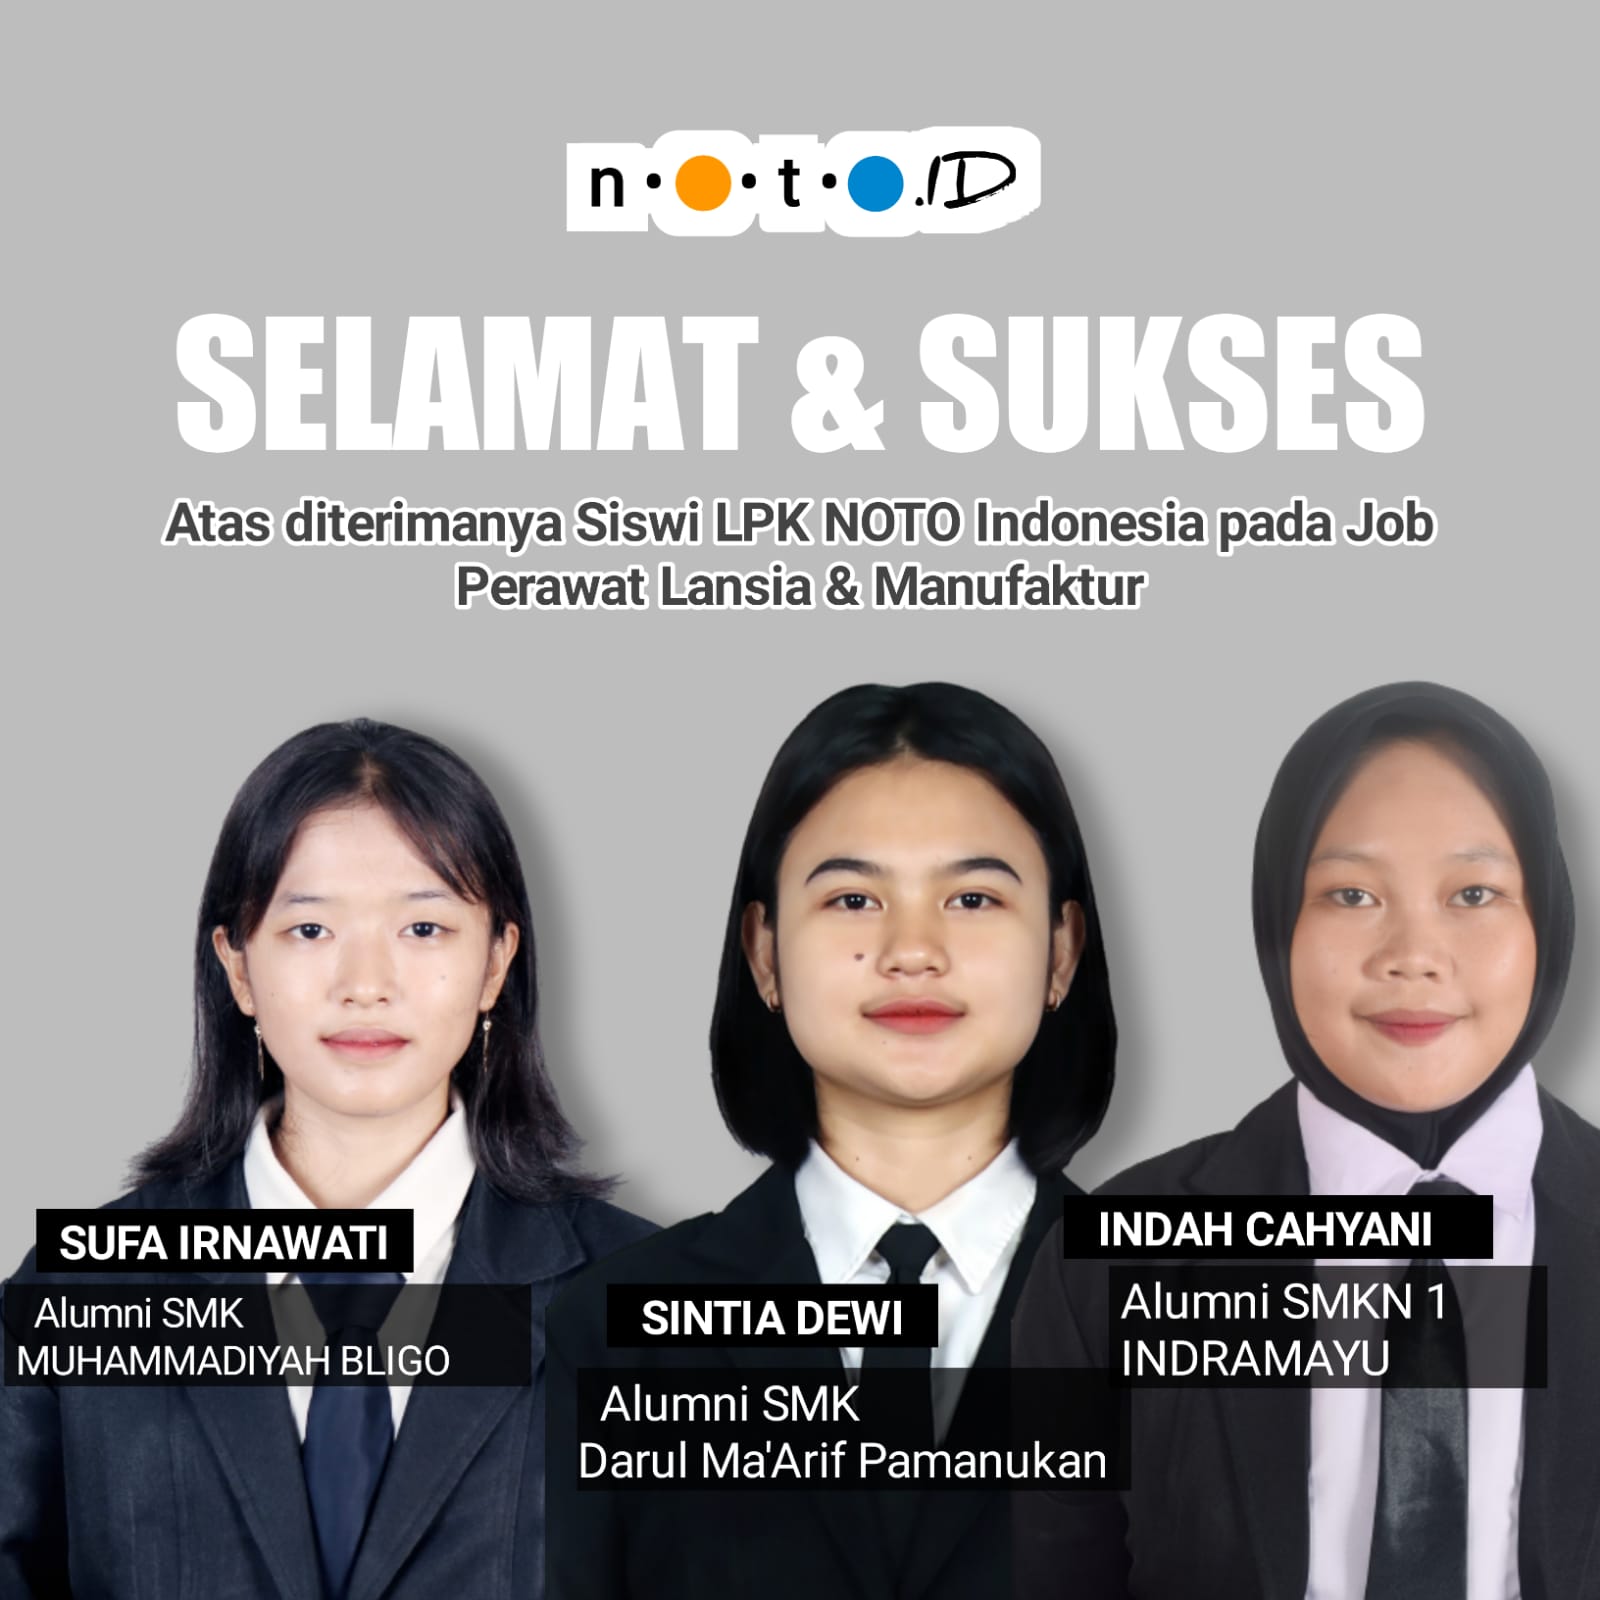 n•o•t•o.ID
SELAMAT & SUKSES
Atas diterimanya Siswi LPK NOTO Indonesia pada Job
Perawat Lansia & Manufaktur
SUFA IRNAWATI
Alumni SMK
MUHAMMADIYAH BLIGO
SINTIA DEWI
Alumni SMK
Darul Ma'Arif Pamanukan
INDAH CAHYANI
Alumni SMKN 1
INDRAMAYU